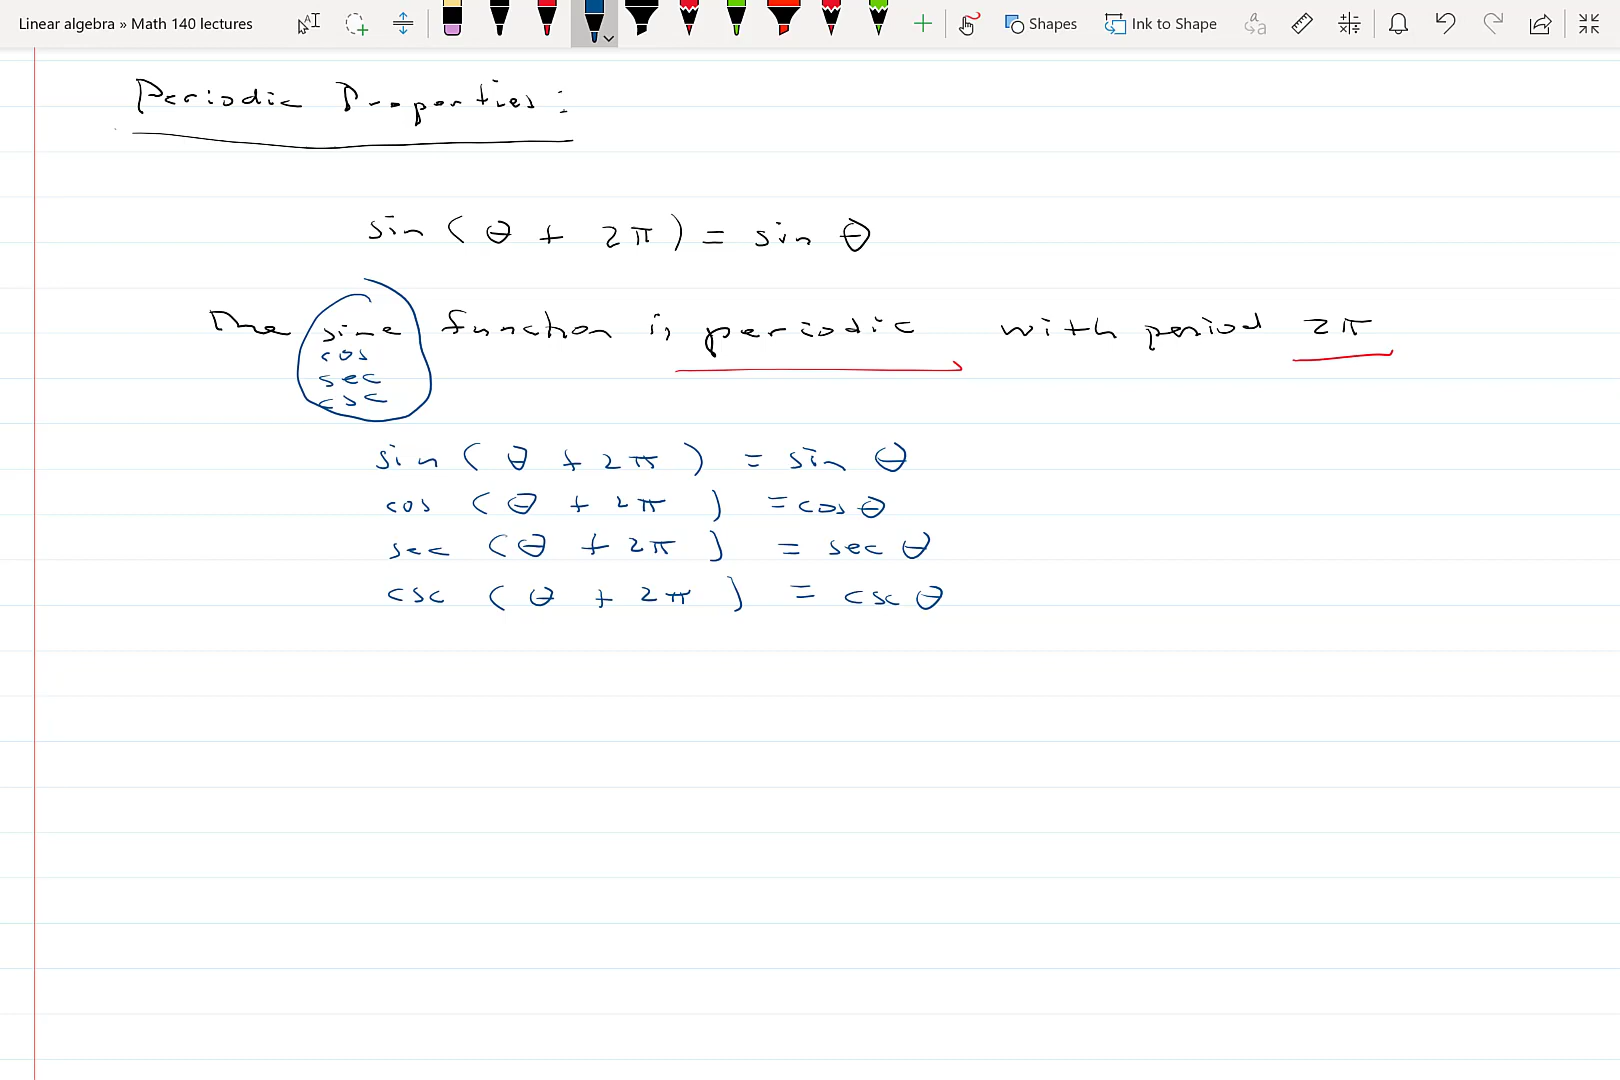 Linear algebra » Math 140 lectures
Shapes
Ink to Shape
Periodic Properties:
sin(θ + 2π) = sin θ
The sine function is periodic with period 2π
cos
sec
csc
sin(θ + 2π) = sin θ
cos(θ + 2π) = cos θ
sec(θ + 2π) = sec θ
csc(θ + 2π) = csc θ